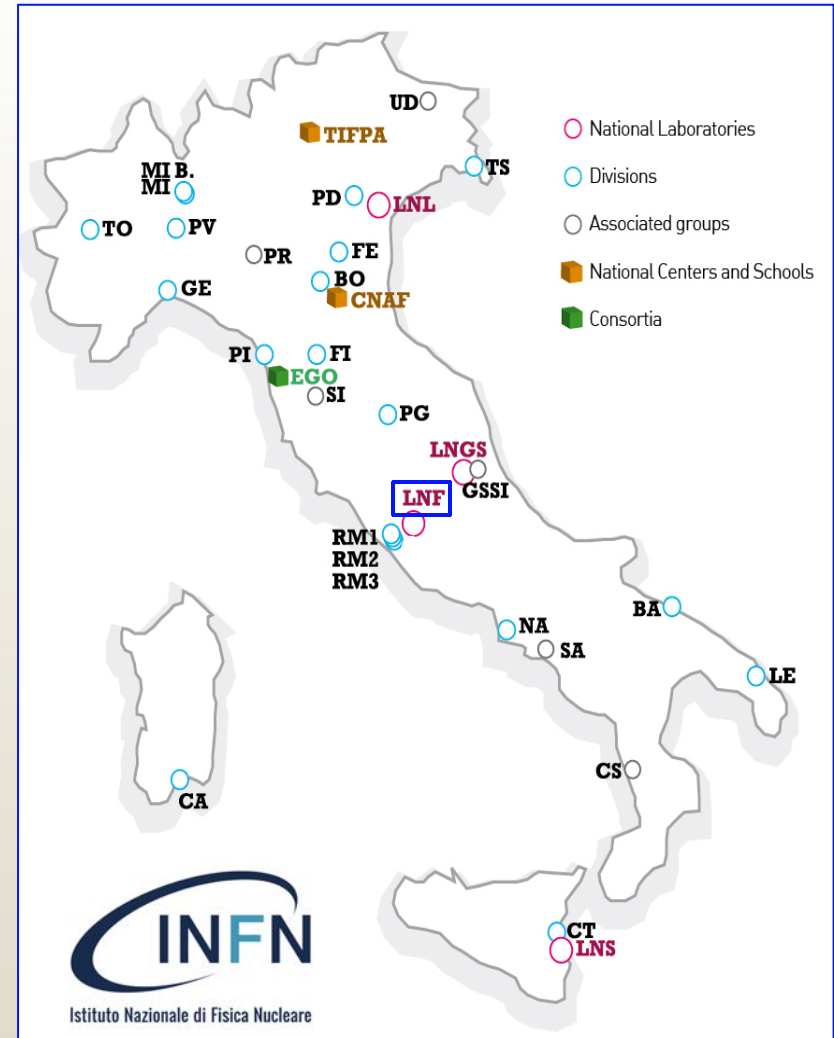 UD
TIFPA
National Laboratories
MI B.
MI
TS
Divisions
PD
LNL
TO
PV
Associated groups
PR
FE
BO
National Centers and Schools
GE
CNAF
Consortia
PI
FI
EGO
SI
PG
LNGS
GSSI
LNF
RM1
RM2
RM3
BA
NA
SA
LE
CS
CA
CT
LNS
INFN
Istituto Nazionale di Fisica Nucleare